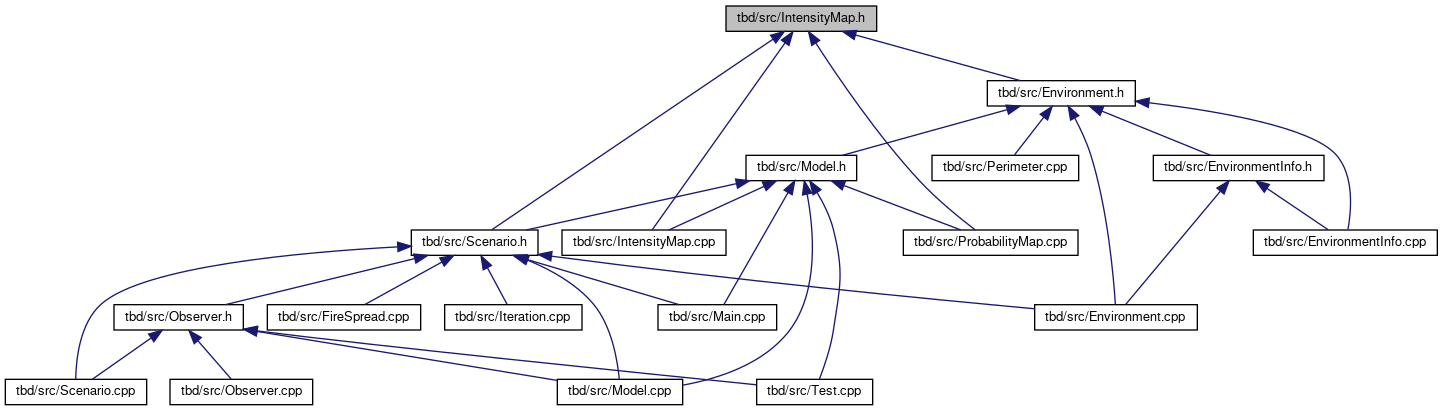 tbd/src/IntensityMap.h
tbd/src/Environment.h
tbd/src/Model.h
tbd/src/Perimeter.cpp
tbd/src/EnvironmentInfo.h
tbd/src/Scenario.h
tbd/src/IntensityMap.cpp
tbd/src/ProbabilityMap.cpp
tbd/src/EnvironmentInfo.cpp
tbd/src/Observer.h
tbd/src/FireSpread.cpp
tbd/src/Iteration.cpp
tbd/src/Main.cpp
tbd/src/Environment.cpp
tbd/src/Scenario.cpp
tbd/src/Observer.cpp
tbd/src/Model.cpp
tbd/src/Test.cpp